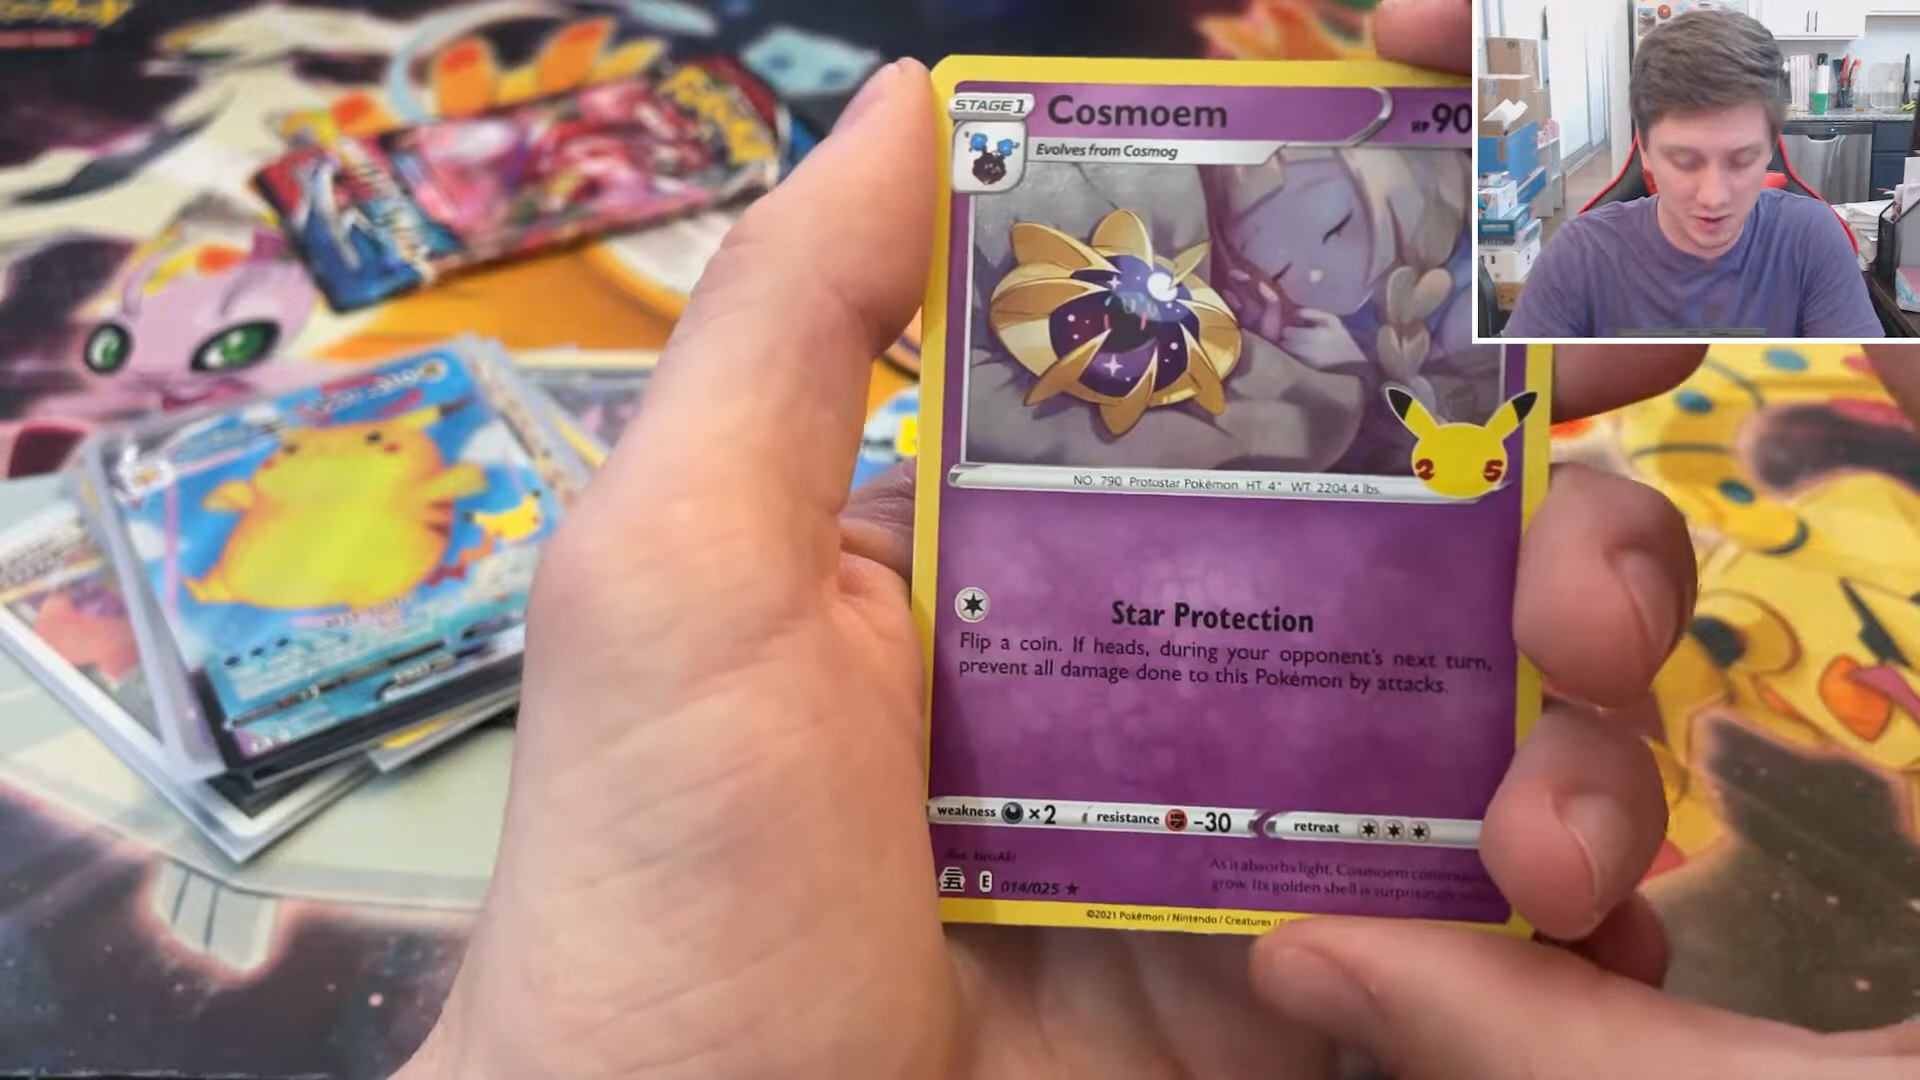 STAGE 1 Cosmoem HP 90
Evolves from Cosmog
25
NO. 790 Protostar Pokémon HT. 4" WT. 2204.4 lbs.
Star Protection
Flip a coin. If heads, during your opponent's next turn,
prevent all damage done to this Pokémon by attacks.
weakness ×2 resistance -30 retreat
As it absorbs light, Cosmoem
grow. Its golden shell is surprisingly
E 014/025
©2021 Pokémon / Nintendo / Creatures /